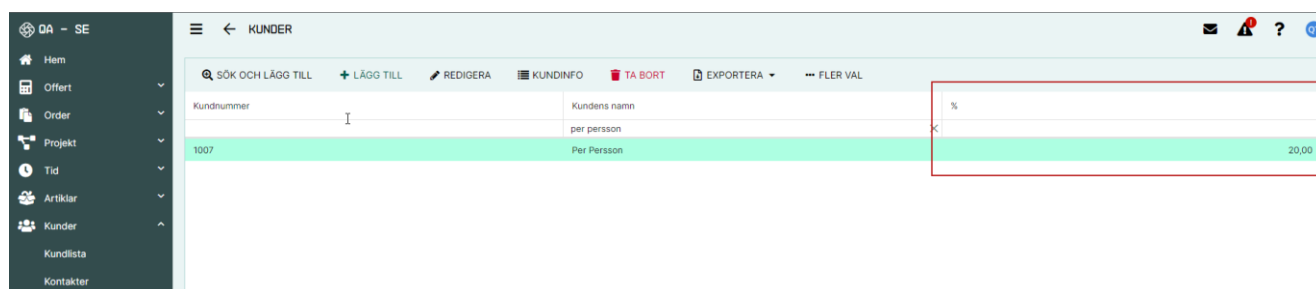 QA - SE
KUNDER
?
Hem
SÖK OCH LÄGG TILL + LÄGG TILL REDIGERA KUNDINFO TA BORT EXPORTERA ••• FLER VAL
Offert
Kundnummer Kundens namn %
Order
per persson
Projekt
1007 Per Persson 20,00
Tid
Artiklar
Kunder
Kundlista
Kontakter